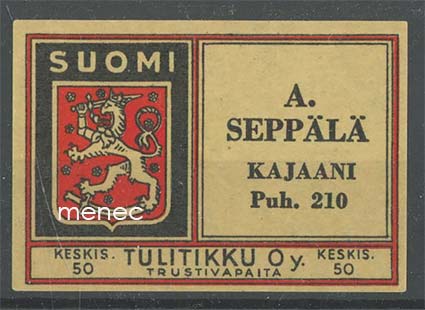 SUOMI
menec
A.
SEPPÄLÄ
KAJAANI
Puh. 210
KESKIS. 50
TULITIKKU Oy.
TRUSTIVAPAITA
KESKIS. 50